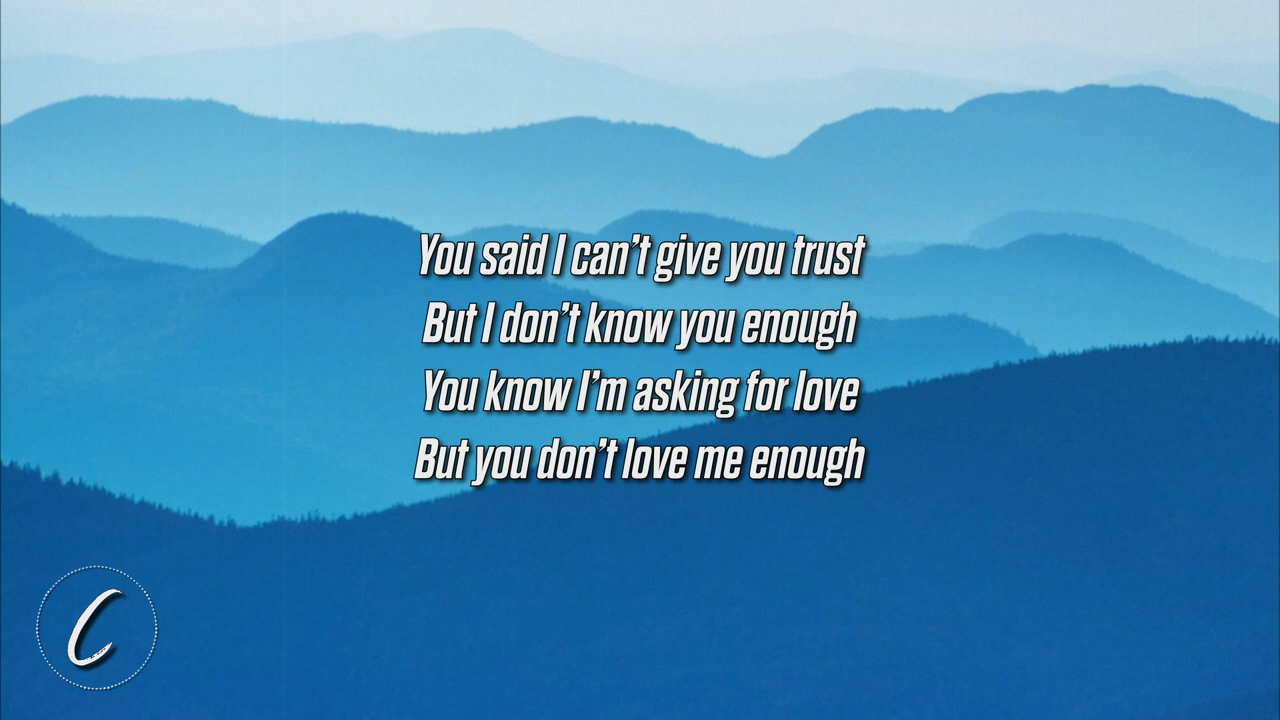 You said I can't give you trust
But I don't know you enough
You know I'm asking for love
But you don't love me enough
C